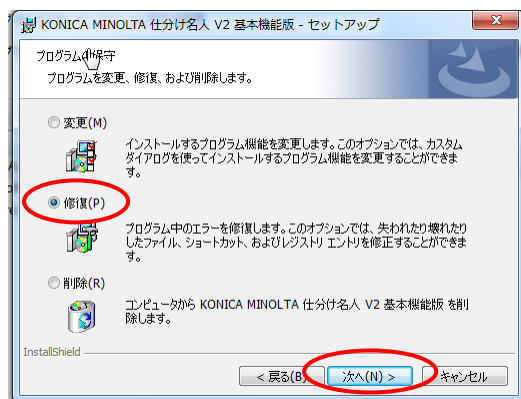 KONICA MINOLTA 仕分け名人 V2 基本機能版 - セットアップ
プログラムの保守
プログラムを変更、修復、および削除します。
変更(M)
インストールするプログラム機能を変更します。このオプションでは、カスタム
ダイアログを使ってインストールするプログラム機能を変更することができま
す。
修復(P)
プログラム中のエラーを修復します。このオプションでは、失われたり壊れたり
したファイル、ショートカット、およびレジストリ エントリを修正することができま
す。
削除(R)
コンピュータから KONICA MINOLTA 仕分け名人 V2 基本機能版 を削
除します。
InstallShield
< 戻る(B)
次へ(N) >
キャンセル